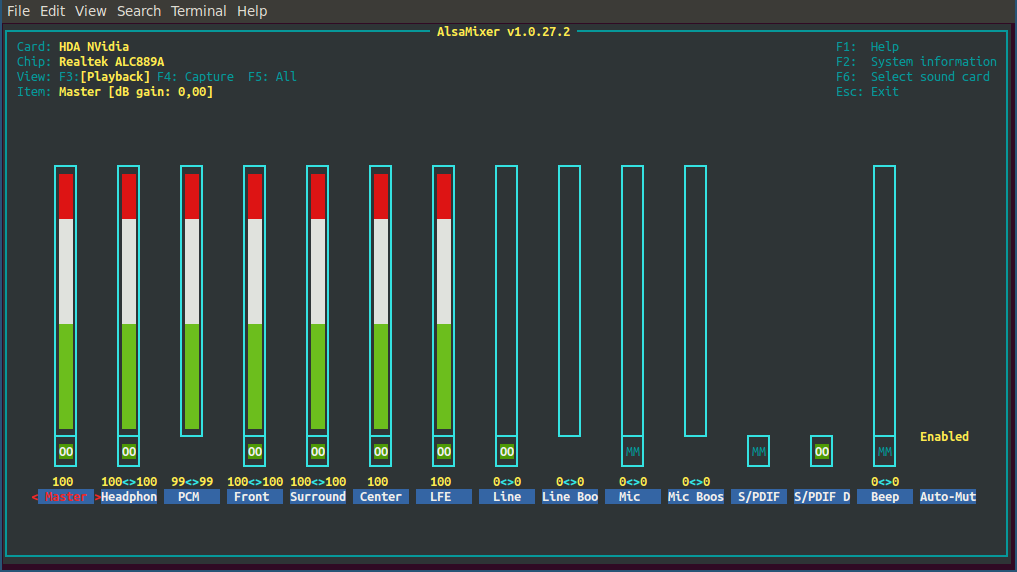 File Edit View Search Terminal Help
AlsaMixer v1.0.27.2
Card: HDA NVidia F1: Help
Chip: Realtek ALC889A F2: System information
View: F3:[Playback] F4: Capture F5: All F6: Select sound card
Item: Master [dB gain: 0,00] Esc: Exit
Enabled
OO OO OO OO OO OO OO MM MM OO MM
100 100<>100 99<>99 100<>100 100<>100 100 100 0<>0 0<>0 0<>0 0<>0 0<>0
< Master >Headphon PCM Front Surround Center LFE Line Line Boo Mic Mic Boos S/PDIF S/PDIF D Beep Auto-Mut